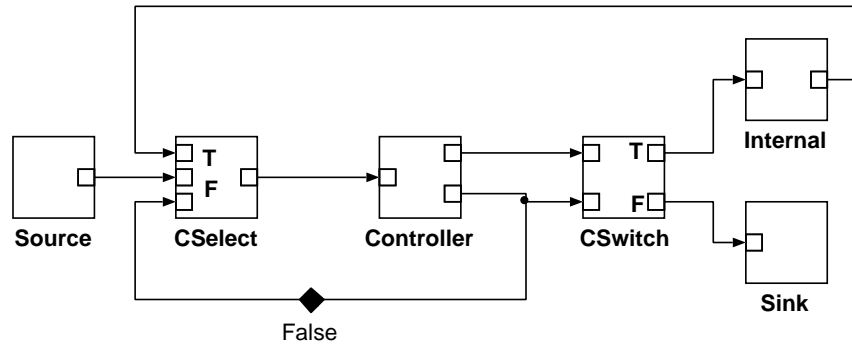 T
F
T
F
Internal
Source
CSelect
Controller
CSwitch
Sink
False